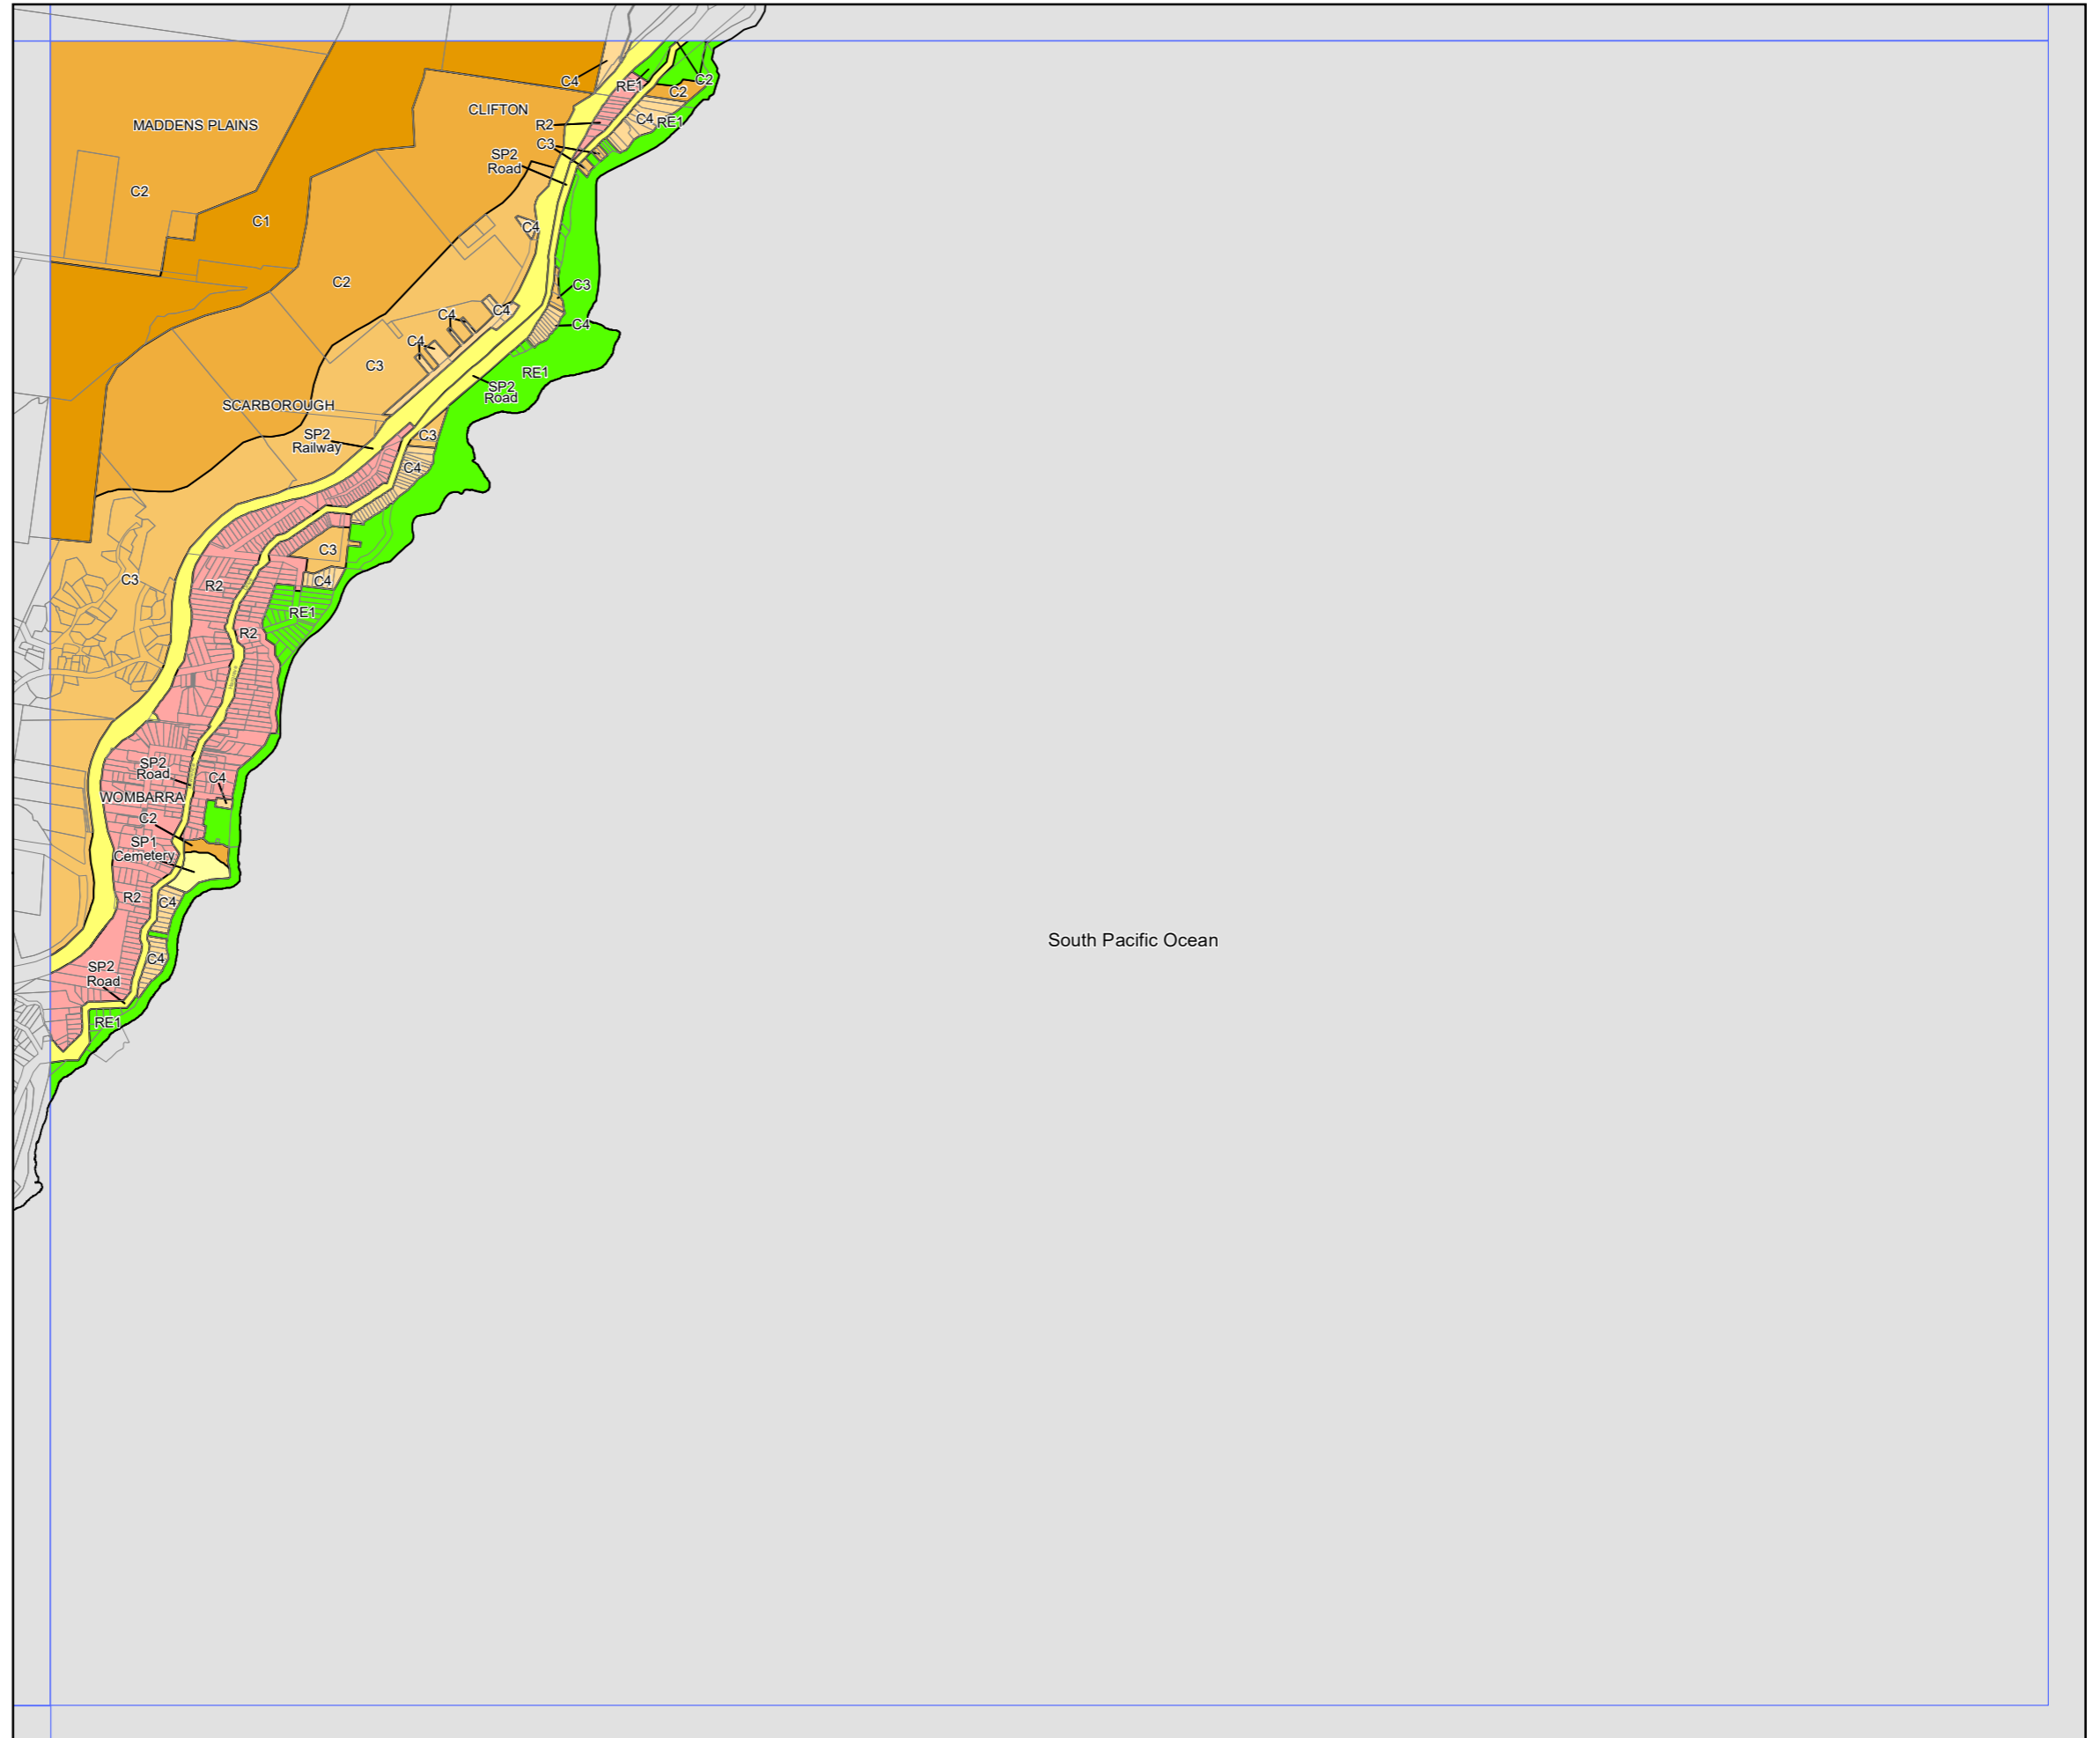 C4
RE1
C2
C2
CLIFTON
MADDENS PLAINS
C4
RE1
R2
C3
SP2
Road
C2
C1
C4
C2
C3
C4
C4
C4
C4
C3
RE1
SP2
Road
SCARBOROUGH
SP2
Railway
C3
C4
C3
C3
C4
R2
RE1
R2
SP2
Road
C4
WOMBARRA
C2
SP1
Cemetery
R2
C4
South Pacific Ocean
C4
SP2
Road
RE1